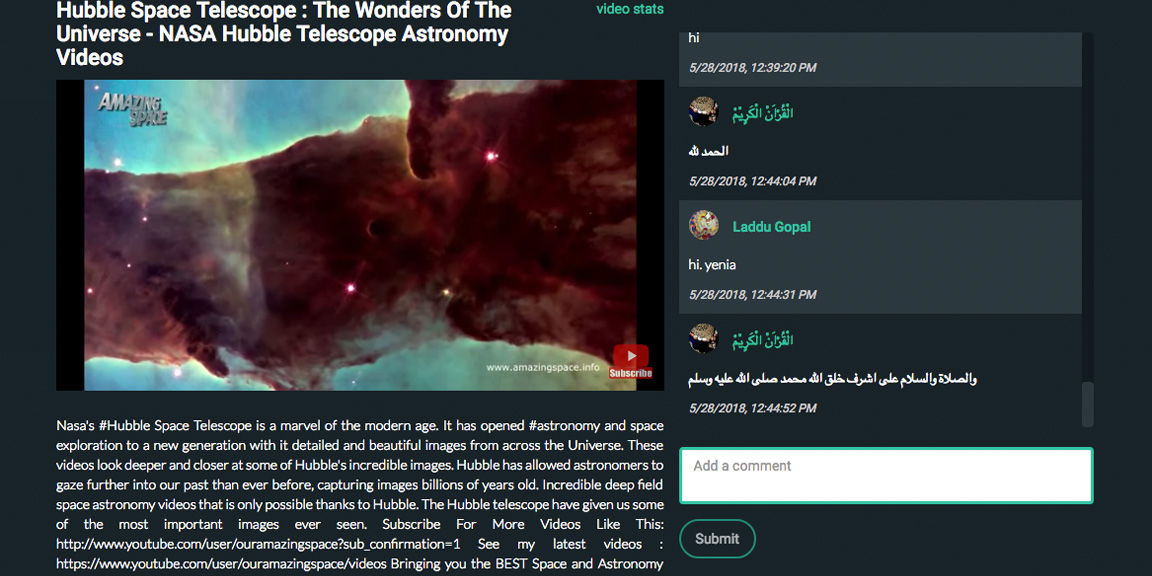 Hubble Space Telescope : The Wonders Of The
Universe - NASA Hubble Telescope Astronomy
Videos
video stats
AMAZING
SPACE
www.amazingspace.info
Subscribe
Nasa's #Hubble Space Telescope is a marvel of the modern age. It has opened #astronomy and space
exploration to a new generation with it detailed and beautiful images from across the Universe. These
videos look deeper and closer at some of Hubble's incredible images. Hubble has allowed astronomers to
gaze further into our past than ever before, capturing images billions of years old. Incredible deep field
space astronomy videos that is only possible thanks to Hubble. The Hubble telescope have given us some
of the most important images ever seen. Subscribe For More Videos Like This:
http://www.youtube.com/user/ouramazingspace?sub_confirmation=1 See my latest videos :
https://www.youtube.com/user/ouramazingspace/videos Bringing you the BEST Space and Astronomy
hi
5/28/2018, 12:39:20 PM
الْقُرْآنْ الْكَرِيْمْ
الحمد لله
5/28/2018, 12:44:04 PM
Laddu Gopal
hi. yenia
5/28/2018, 12:44:31 PM
الْقُرْآنْ الْكَرِيْمْ
والصلاة والسلام على اشرف خلق الله محمد صلى الله عليه وسلم
5/28/2018, 12:44:52 PM
Add a comment
Submit